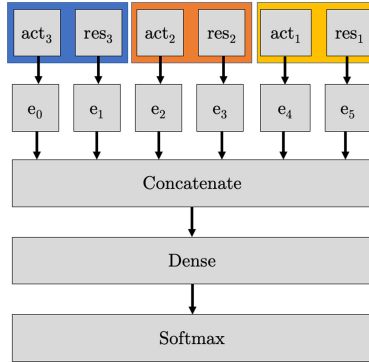 act₃ res₃ act₂ res₂ act₁ res₁
e₀ e₁ e₂ e₃ e₄ e₅
Concatenate
Dense
Softmax